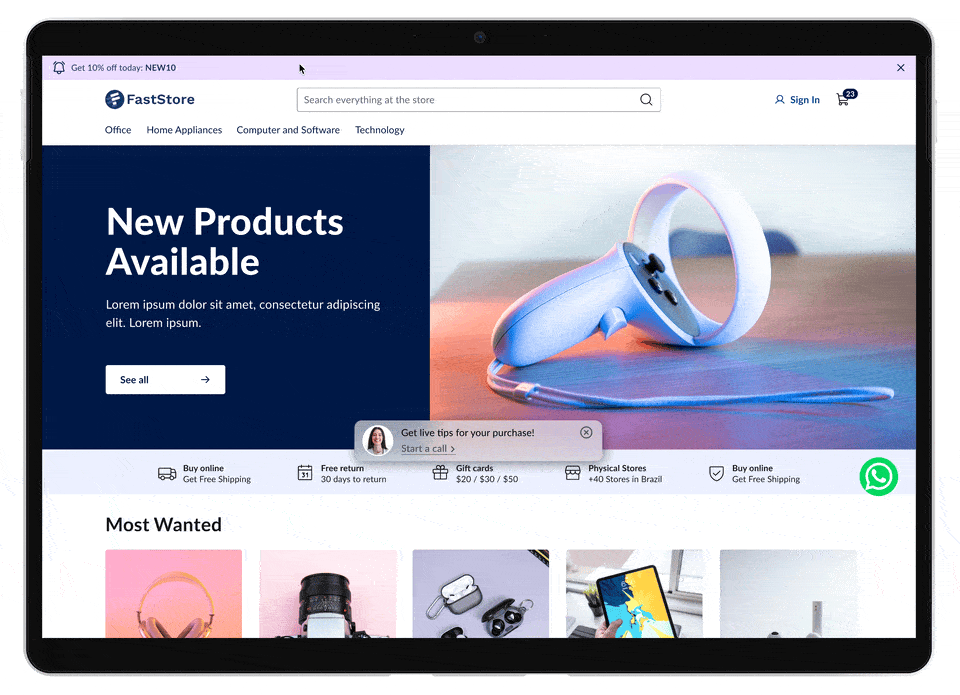 Get 10% off today: NEW10
FastStore
Search everything at the store
Sign In
23
Office
Home Appliances
Computer and Software
Technology
New Products
Available
Lorem ipsum dolor sit amet, consectetur adipiscing
elit. Lorem ipsum.
See all
Get live tips for your purchase!
Start a call
Buy online
Get Free Shipping
31
Free return
30 days to return
Gift cards
$20 / $30 / $50
Physical Stores
+40 Stores in Brazil
Buy online
Get Free Shipping
Most Wanted